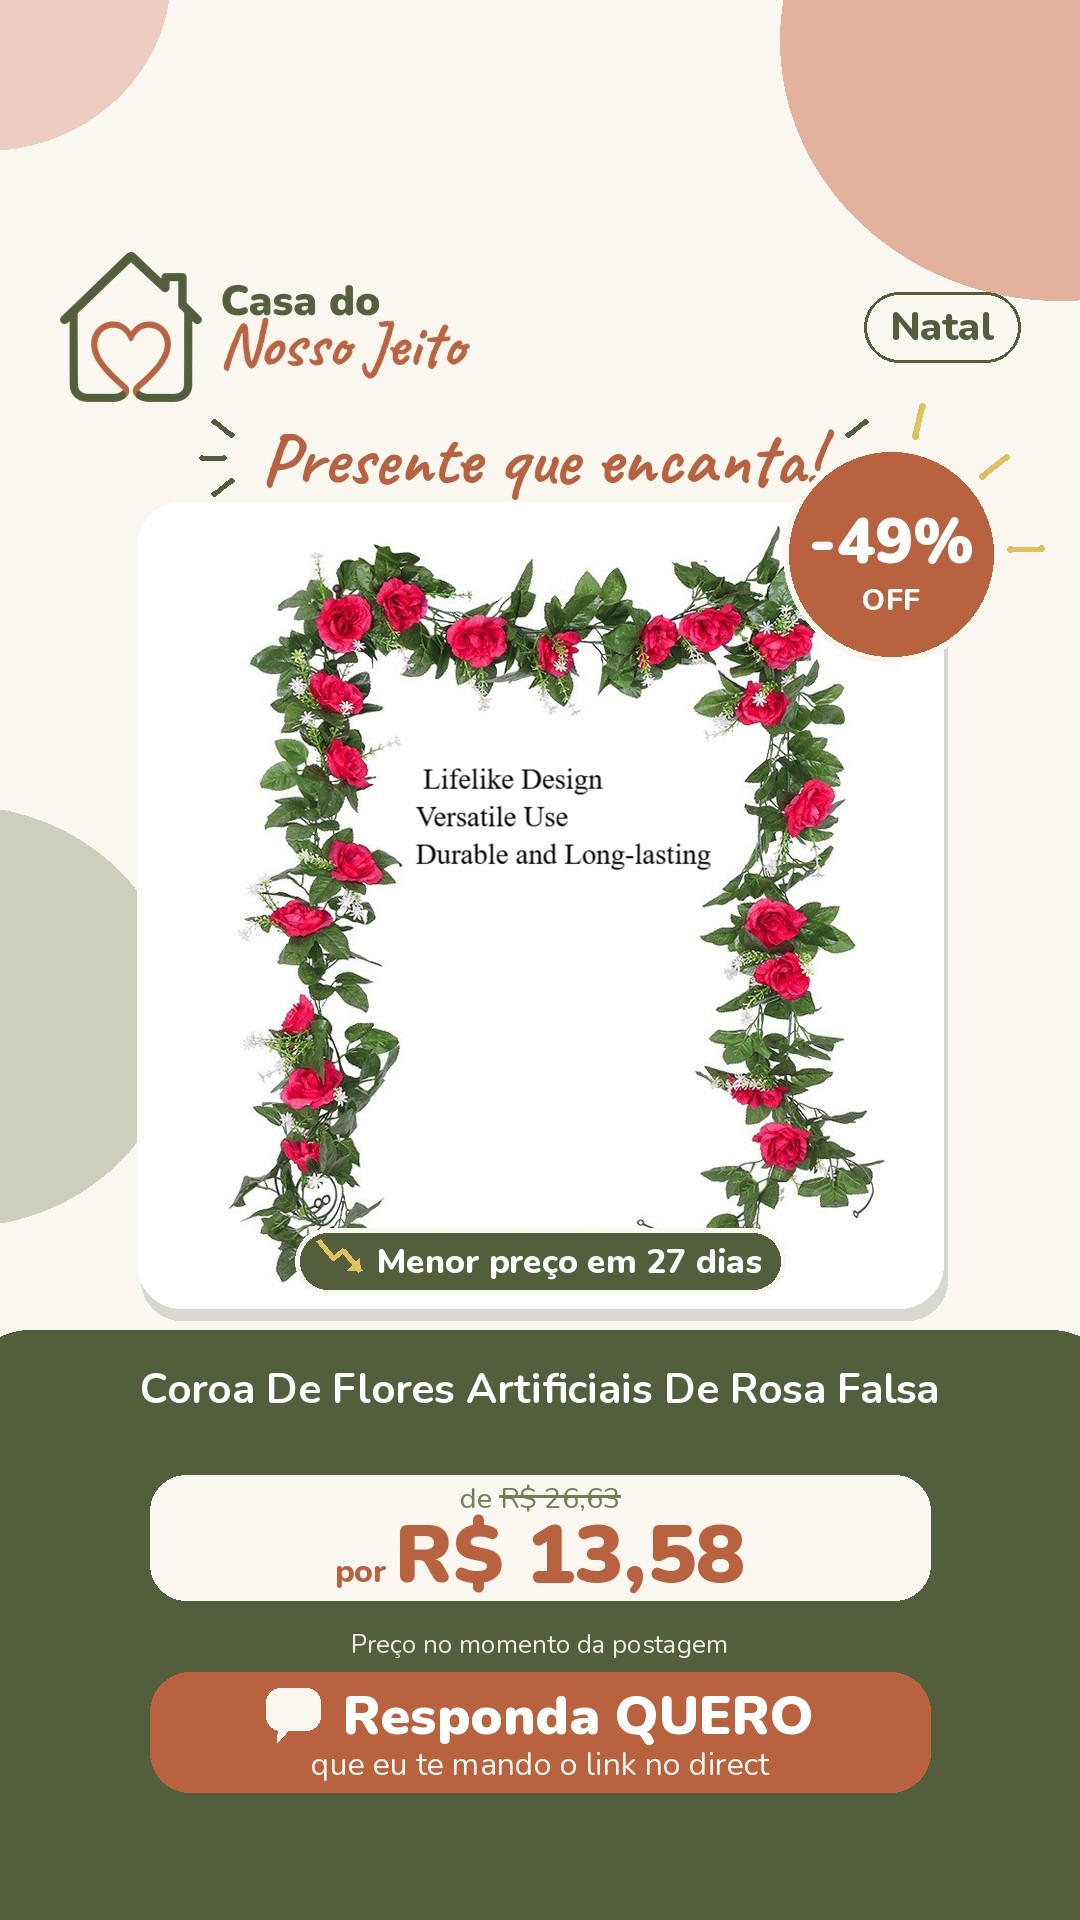 Casa do
Nosso Jeito
Natal
Presente que encanta!
-49%
OFF
Lifelike Design
Versatile Use
Durable and Long-lasting
Menor preço em 27 dias
Coroa De Flores Artificiais De Rosa Falsa
de R$ 26,63
por R$ 13,58
Preço no momento da postagem
Responda QUERO
que eu te mando o link no direct